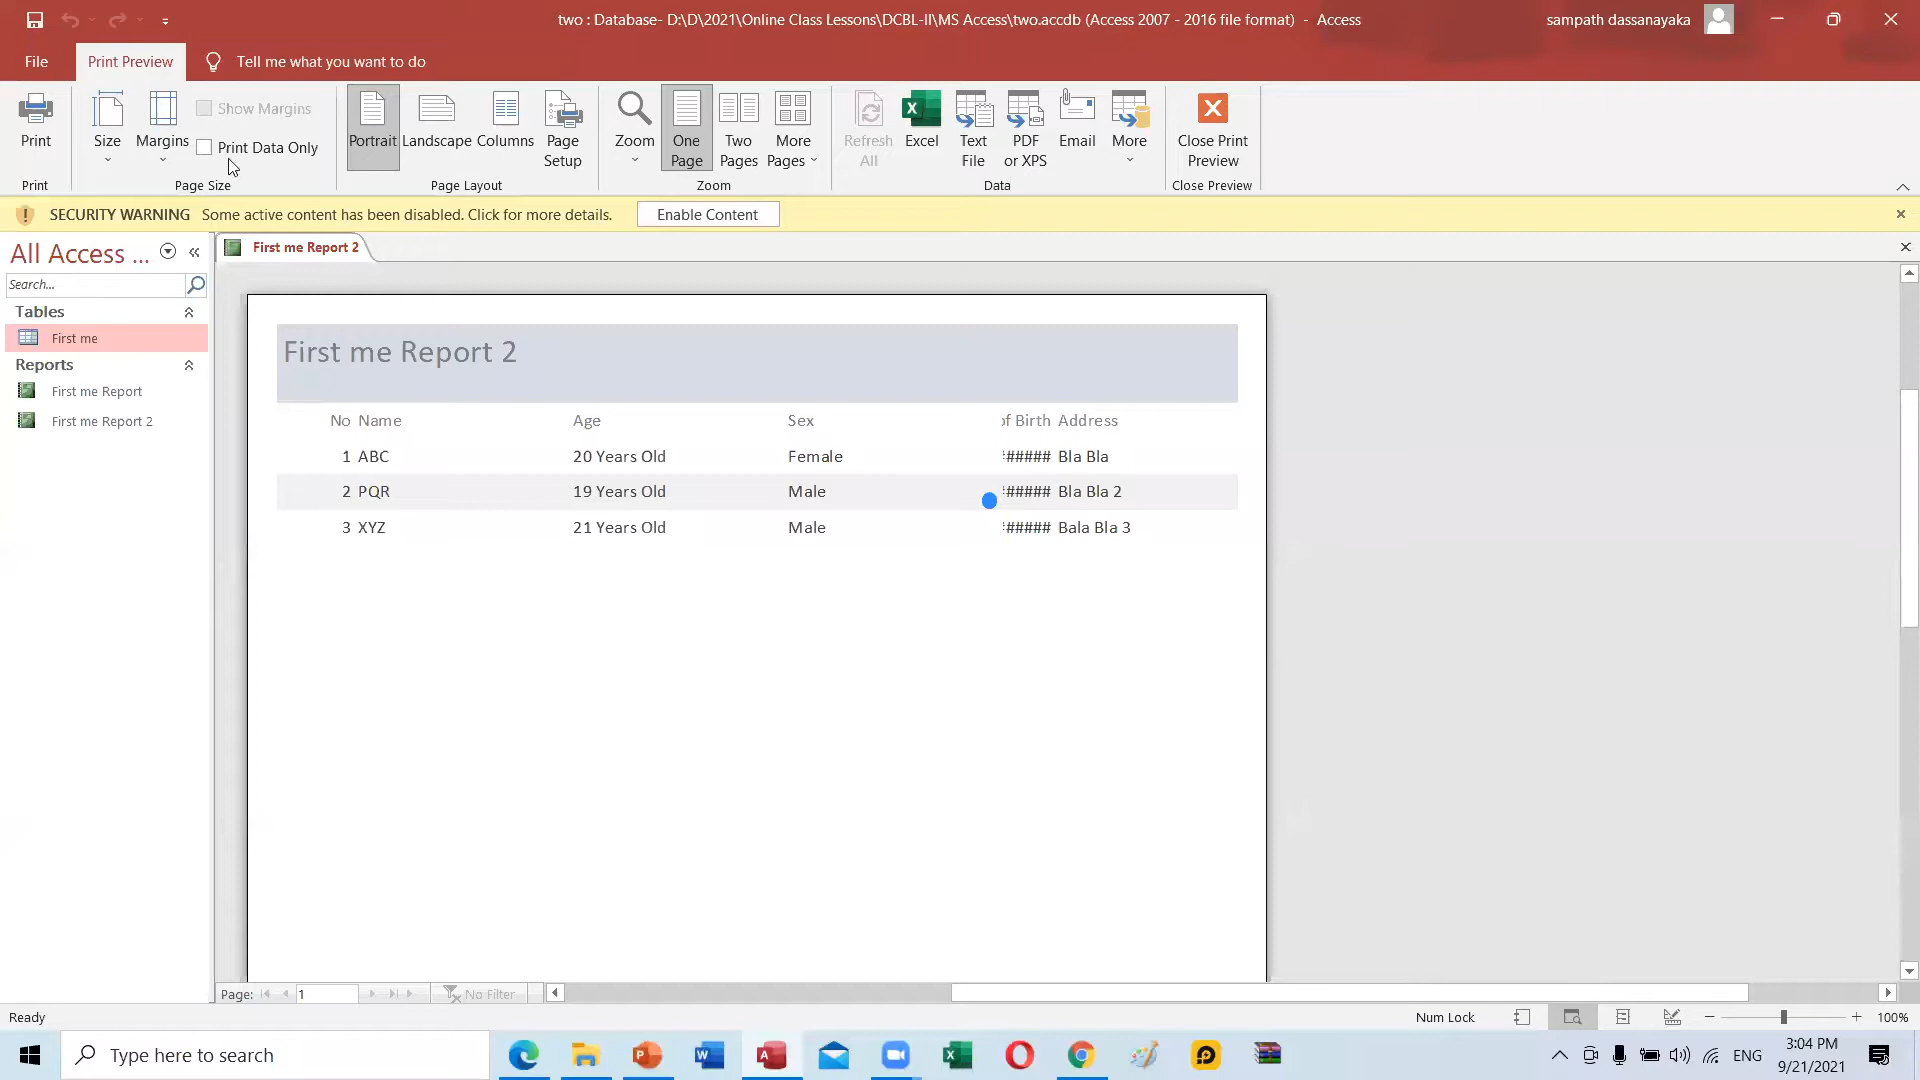 two : Database- D:\D\2021\Online Class Lessons\DCBL-II\MS Access\two.accdb (Access 2007 - 2016 file format) - Access
sampath dassanayaka
File Print Preview Tell me what you want to do
Print
Size
Margins
Show Margins
Print Data Only
Portrait
Landscape
Columns
Page Setup
Zoom
One Page
Two Pages
More Pages
Refresh All
Excel
Text File
PDF or XPS
Email
More
Close Print Preview
Print
Page Size
Page Layout
Zoom
Data
Close Preview
SECURITY WARNING Some active content has been disabled. Click for more details. Enable Content
All Access ...
Search...
Tables
First me
Reports
First me Report
First me Report 2
First me Report 2
First me Report 2
No Name Age Sex of Birth Address
1 ABC 20 Years Old Female ###### Bla Bla
2 PQR 19 Years Old Male ###### Bla Bla 2
3 XYZ 21 Years Old Male ###### Bala Bla 3
Page: 1 No Filter
Ready Num Lock 100%
Type here to search
ENG
3:04 PM
9/21/2021